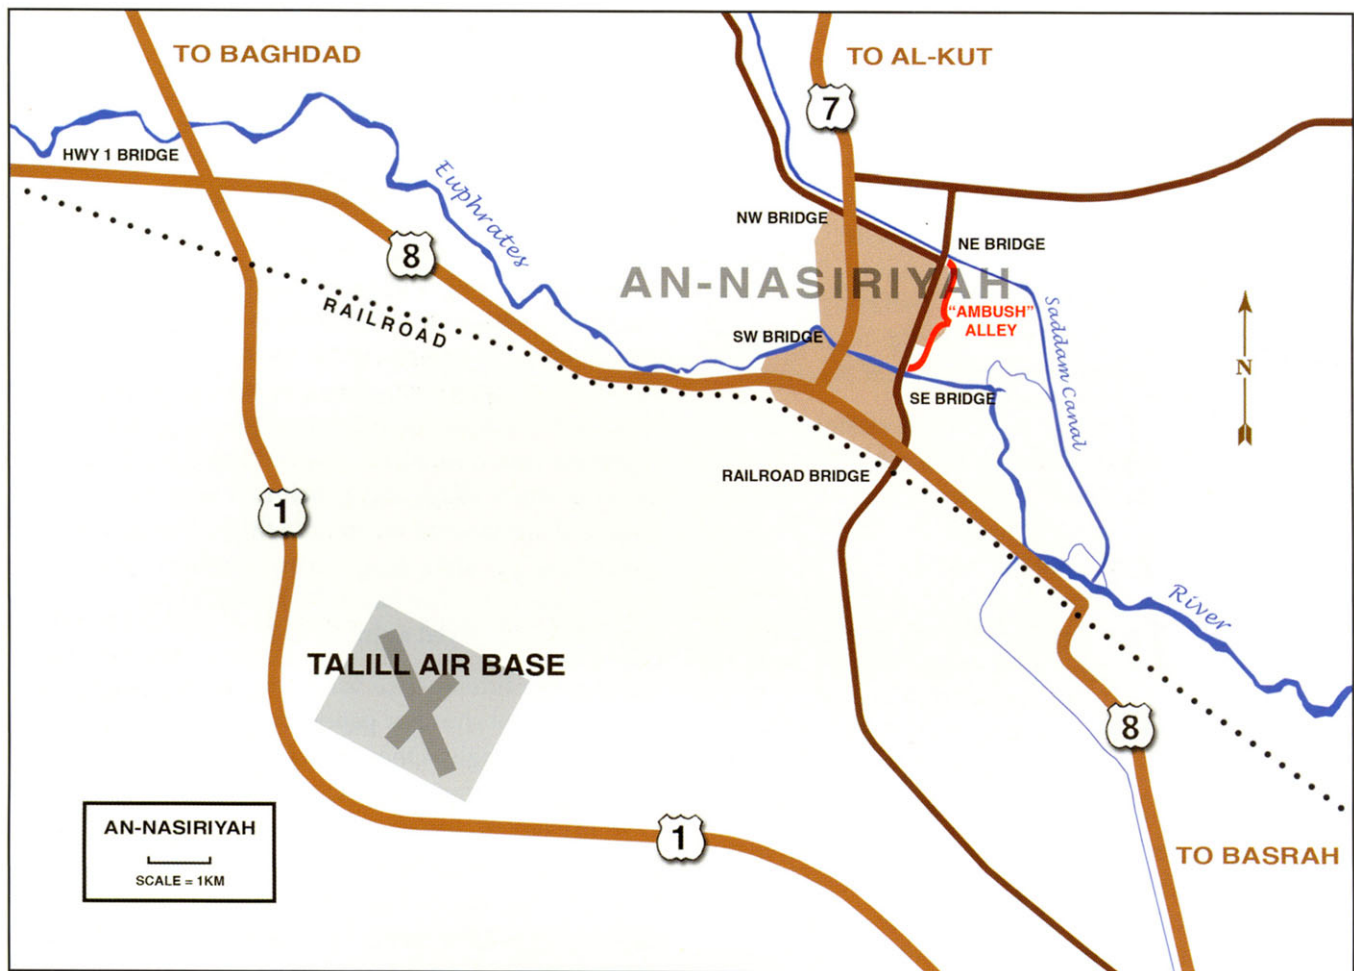 TO BAGHDAD
TO AL-KUT
7
HWY 1 BRIDGE
Euphrates
NW BRIDGE
NE BRIDGE
8
AN-NASIRIYAH
RAILROAD
"AMBUSH"
ALLEY
Saddam Canal
SW BRIDGE
N
SE BRIDGE
RAILROAD BRIDGE
1
River
TALILL AIR BASE
8
AN-NASIRIYAH
SCALE = 1KM
1
TO BASRAH